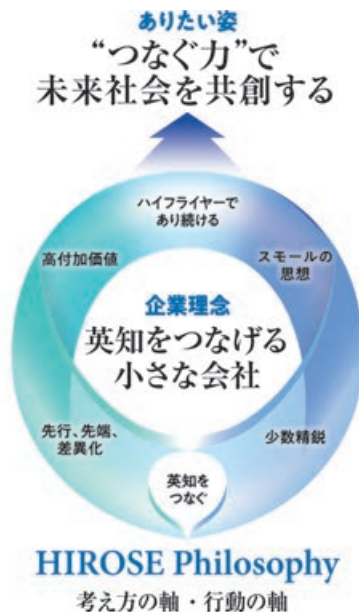 ありたい姿
“つなぐ力”で
未来社会を共創する
ハイフライヤーで
あり続ける
高付加価値
スモールの
思想
企業理念
英知をつなげる
小さな会社
先行、先端、
差異化
少数精鋭
英知を
つなぐ
HIROSE Philosophy
考え方の軸・行動の軸